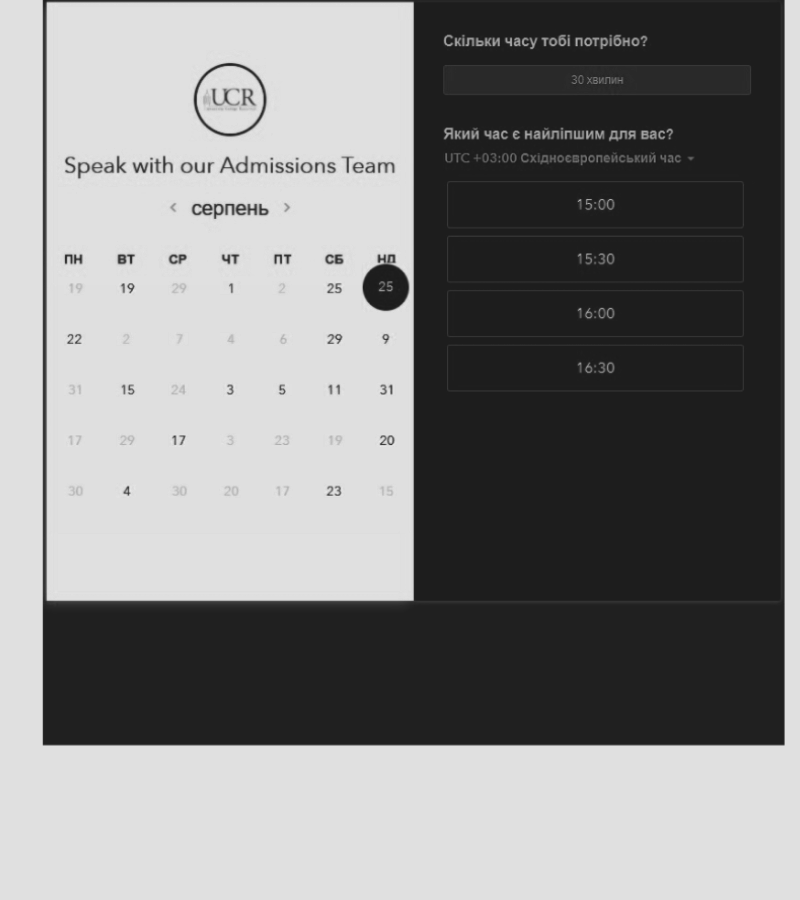 UCR
Speak with our Admissions Team
< серпень >
ПН ВТ СР ЧТ ПТ СБ НД
19 19 29 1 2 25 25
22 2 7 4 6 29 9
31 15 24 3 5 11 31
17 29 17 3 23 19 20
30 4 30 20 17 23 15
Скільки часу тобі потрібно?
30 хвилин
Який час є найліпшим для вас?
UTC +03:00 Східноєвропейський час
15:00
15:30
16:00
16:30